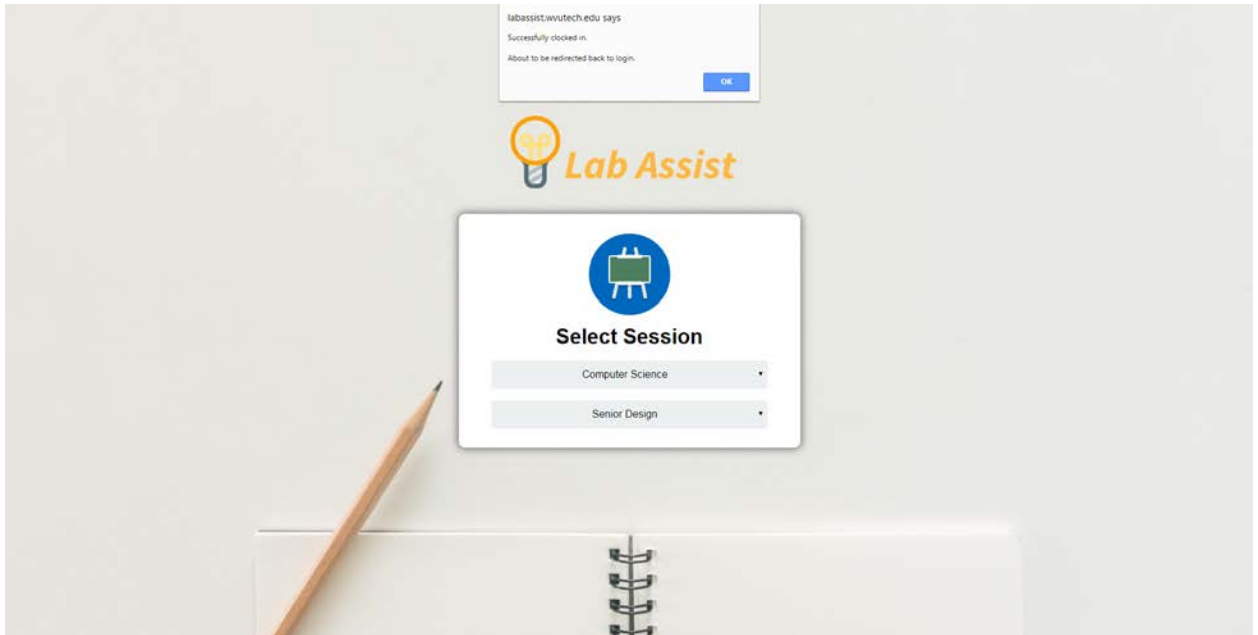 labassist.wvutech.edu says
Successfully clocked in.
About to be redirected back to login.
OK
Lab Assist
Select Session
Computer Science
Senior Design